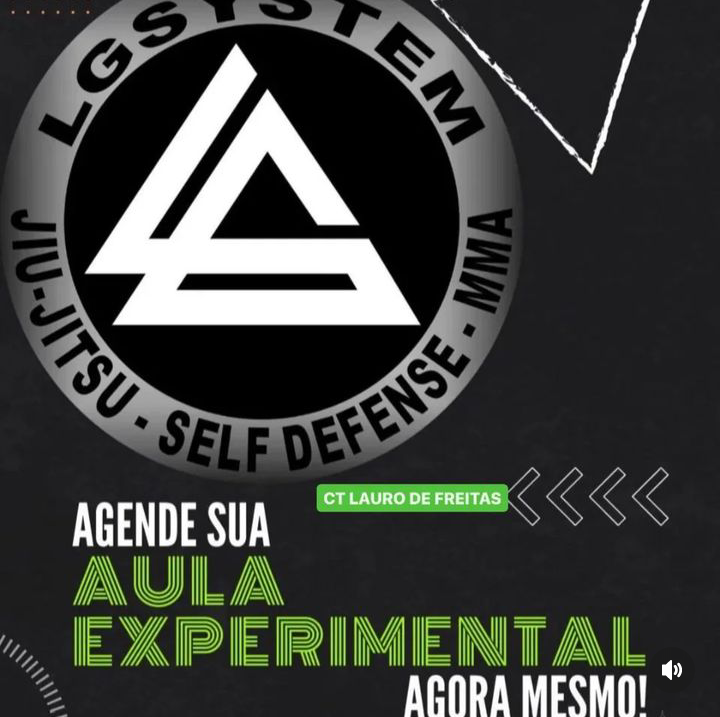 LGSYSTEM
JIU-JITSU - SELF DEFENSE - MMA
CT LAURO DE FREITAS
AGENDE SUA
AULA
EXPERIMENTAL
AGORA MESMO!